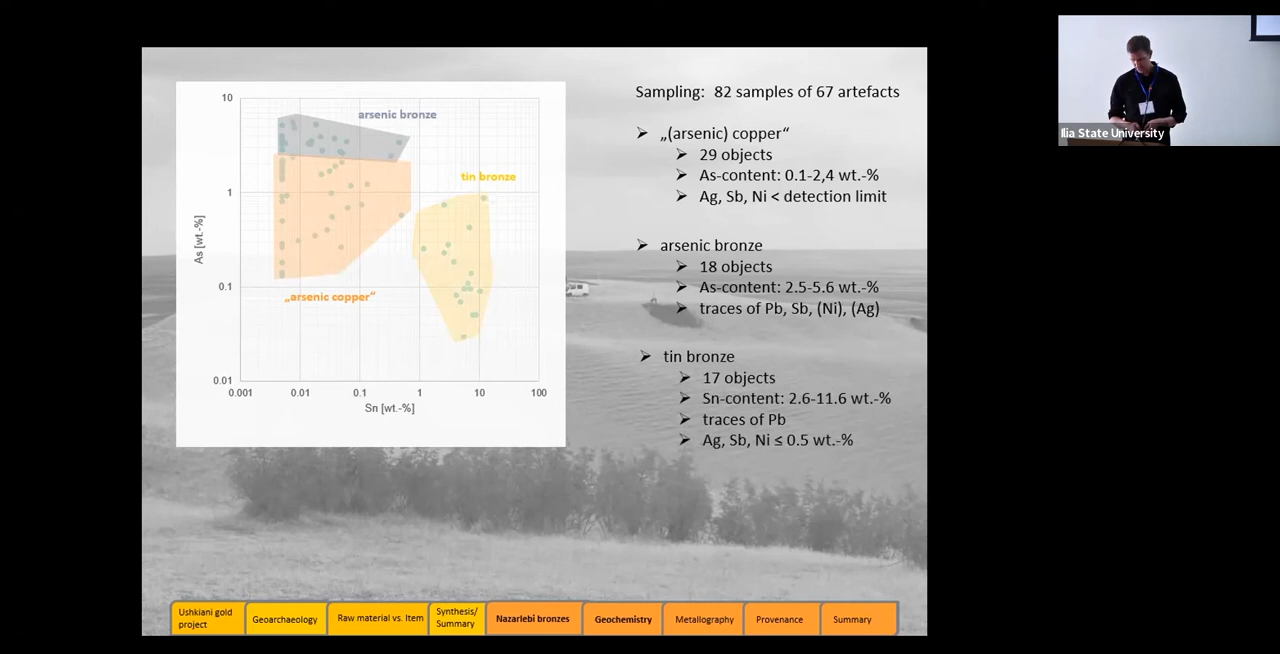 Sampling: 82 samples of 67 artefacts
„(arsenic) copper“
29 objects
As-content: 0.1-2,4 wt.-%
Ag, Sb, Ni < detection limit
arsenic bronze
18 objects
As-content: 2.5-5.6 wt.-%
traces of Pb, Sb, (Ni), (Ag)
tin bronze
17 objects
Sn-content: 2.6-11.6 wt.-%
traces of Pb
Ag, Sb, Ni ≤ 0.5 wt.-%
10
1
0.1
0.01
As [wt.-%]
arsenic bronze
tin bronze
„arsenic copper“
0.001 0.01 0.1 1 10 100
Sn [wt.-%]
Ushkiani gold
project
Geoarchaeology
Raw material vs. Item
Synthesis/
Summary
Nazarlebi bronzes
Geochemistry
Metallography
Provenance
Summary
Ilia State University